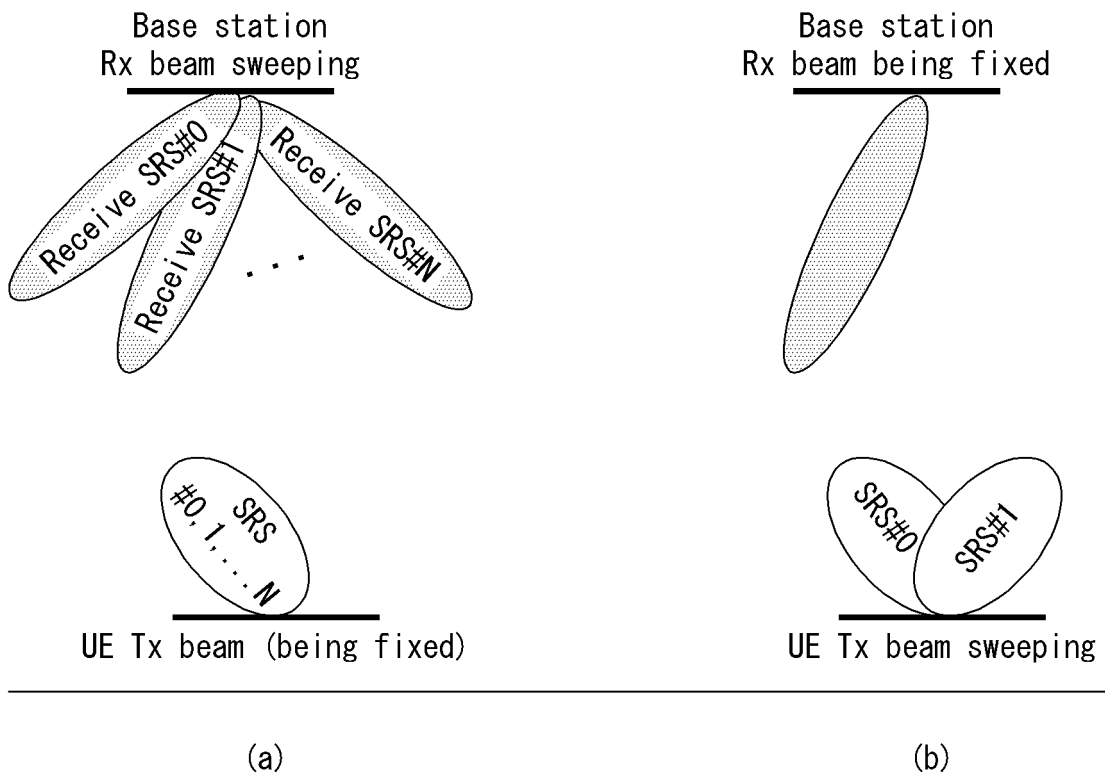 Base station
Rx beam sweeping
Receive SRS#0
Receive SRS#1
...
Receive SRS#N
SRS
#0,1,...N
UE Tx beam (being fixed)
(a)
Base station
Rx beam being fixed
SRS#0
SRS#1
UE Tx beam sweeping
(b)